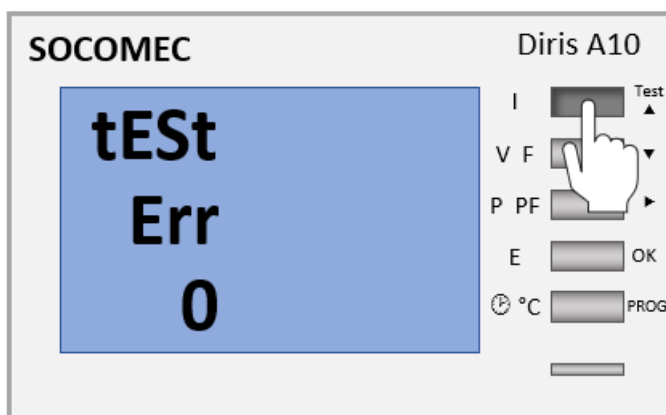 SOCOMEC
Diris A10
tESt
Err
0
I
Test
V F
P PF
E
OK
°C
PROG